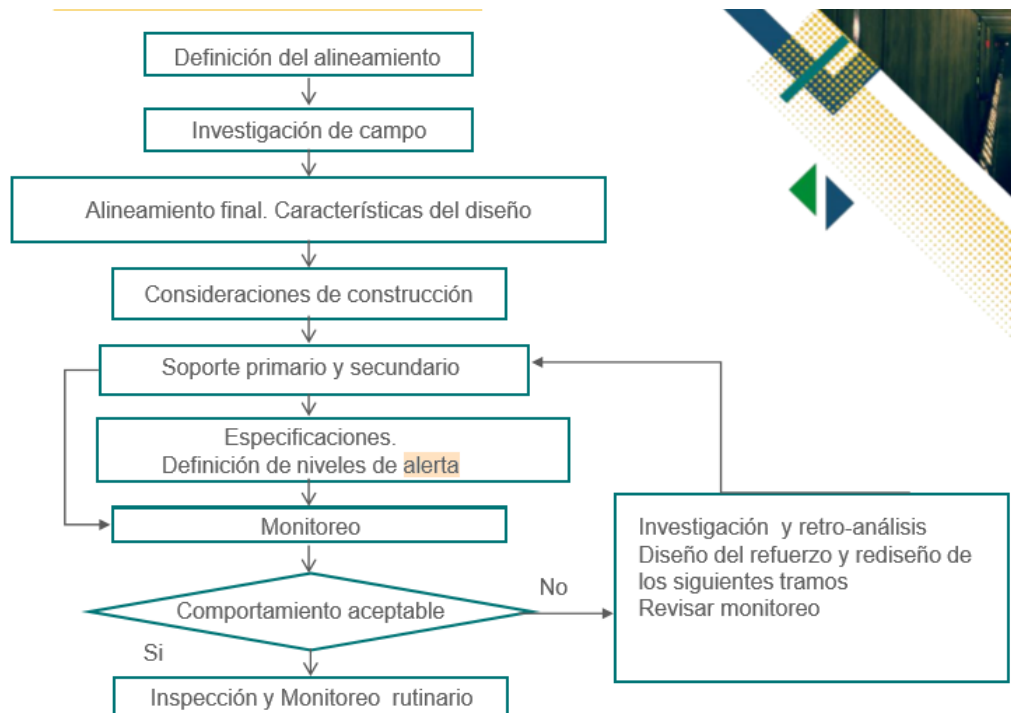 Definición del alineamiento
Investigación de campo
Alineamiento final. Características del diseño
Consideraciones de construcción
Soporte primario y secundario
Especificaciones.
Definición de niveles de alerta
Monitoreo
Comportamiento aceptable
No
Investigación y retro-análisis
Diseño del refuerzo y rediseño de
los siguientes tramos
Revisar monitoreo
Si
Inspección y Monitoreo rutinario